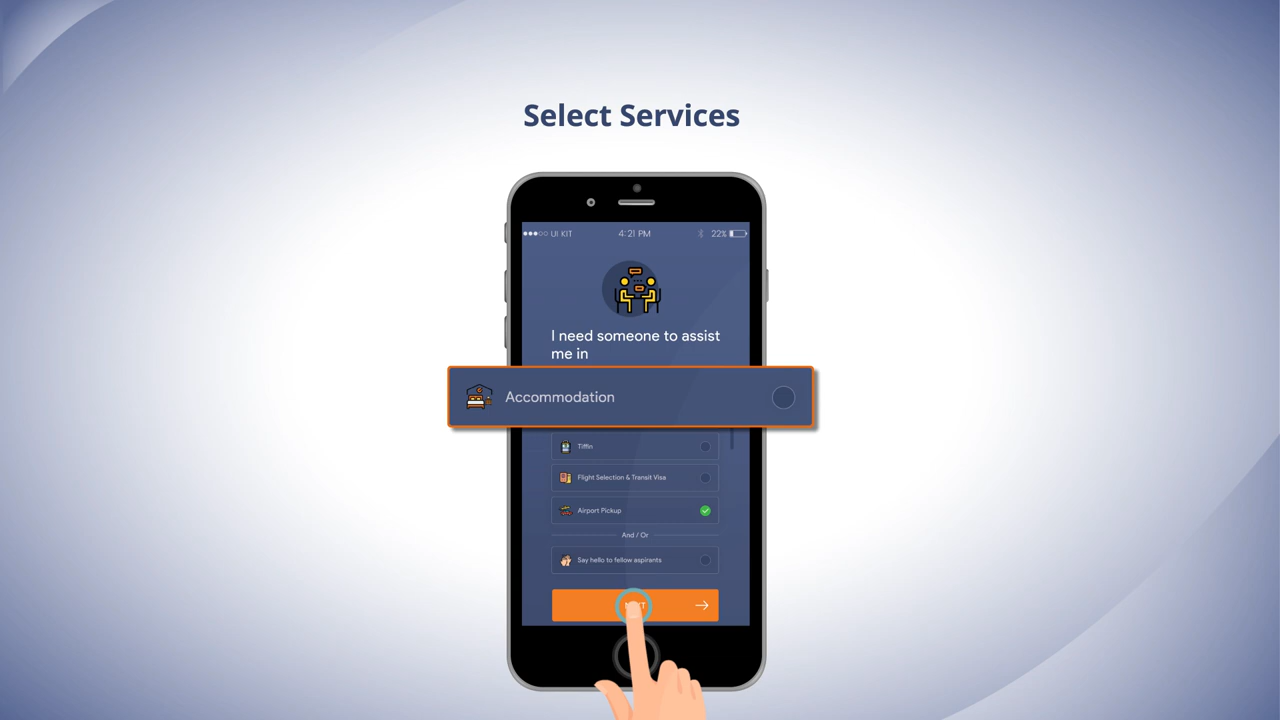 Select Services
UI KIT 4:21 PM 22%
I need someone to assist
me in
Accommodation
Tiffin
Flight Selection & Transit Visa
Airport Pickup
And / Or
Say hello to fellow aspirants